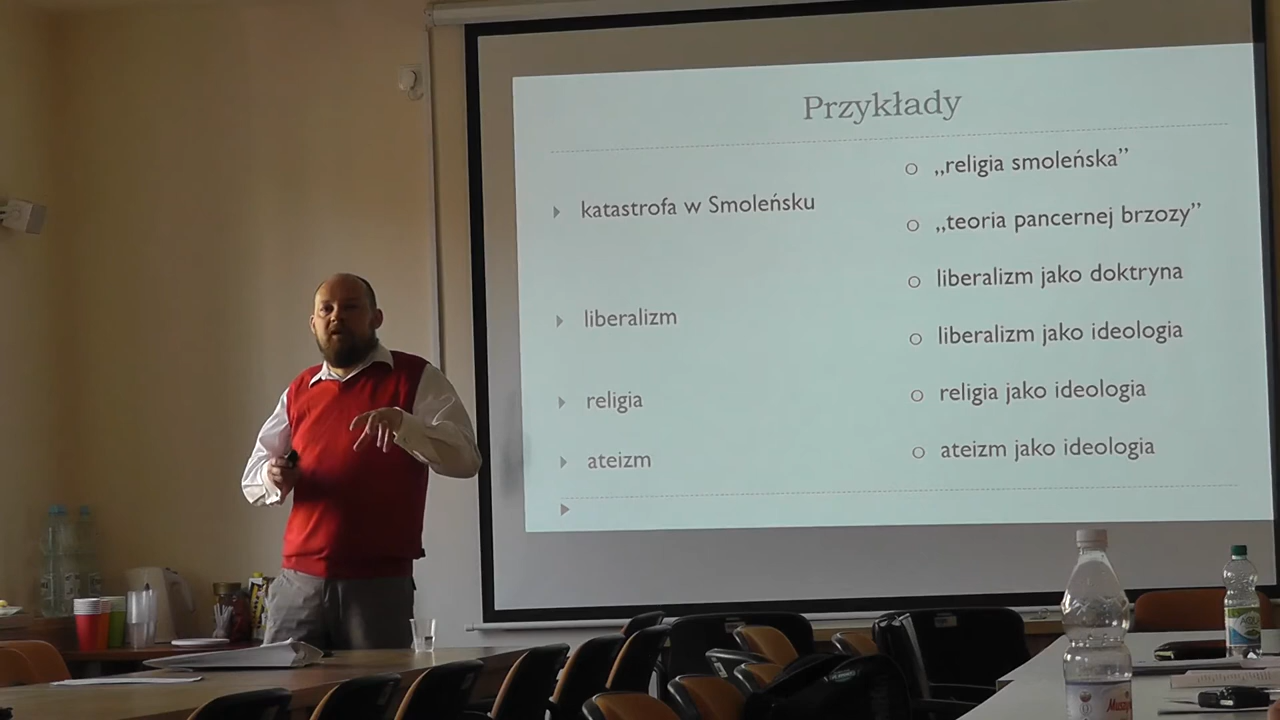 Przykłady
katastrofa w Smoleńsku
liberalizm
religia
ateizm
„religia smoleńska”
„teoria pancernej brzozy”
liberalizm jako doktryna
liberalizm jako ideologia
religia jako ideologia
ateizm jako ideologia